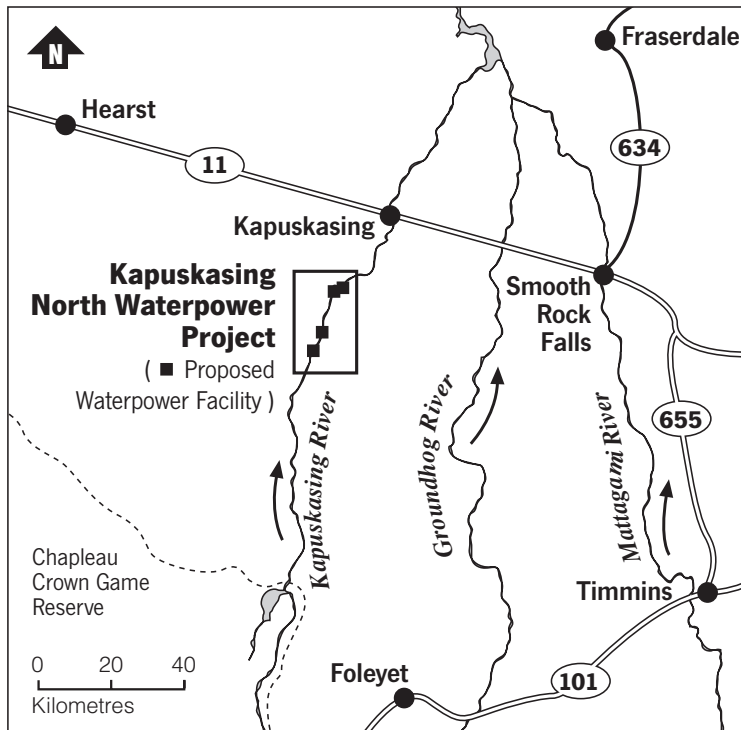 N
Fraserdale
Hearst
634
11
Kapuskasing
Kapuskasing
North Waterpower
Project
( ■ Proposed
Waterpower Facility )
Smooth
Rock
Falls
655
Kapuskasing River
Groundhog River
Mattagami River
Chapleau
Crown Game
Reserve
Timmins
0 20 40
Kilometres
Foleyet
101